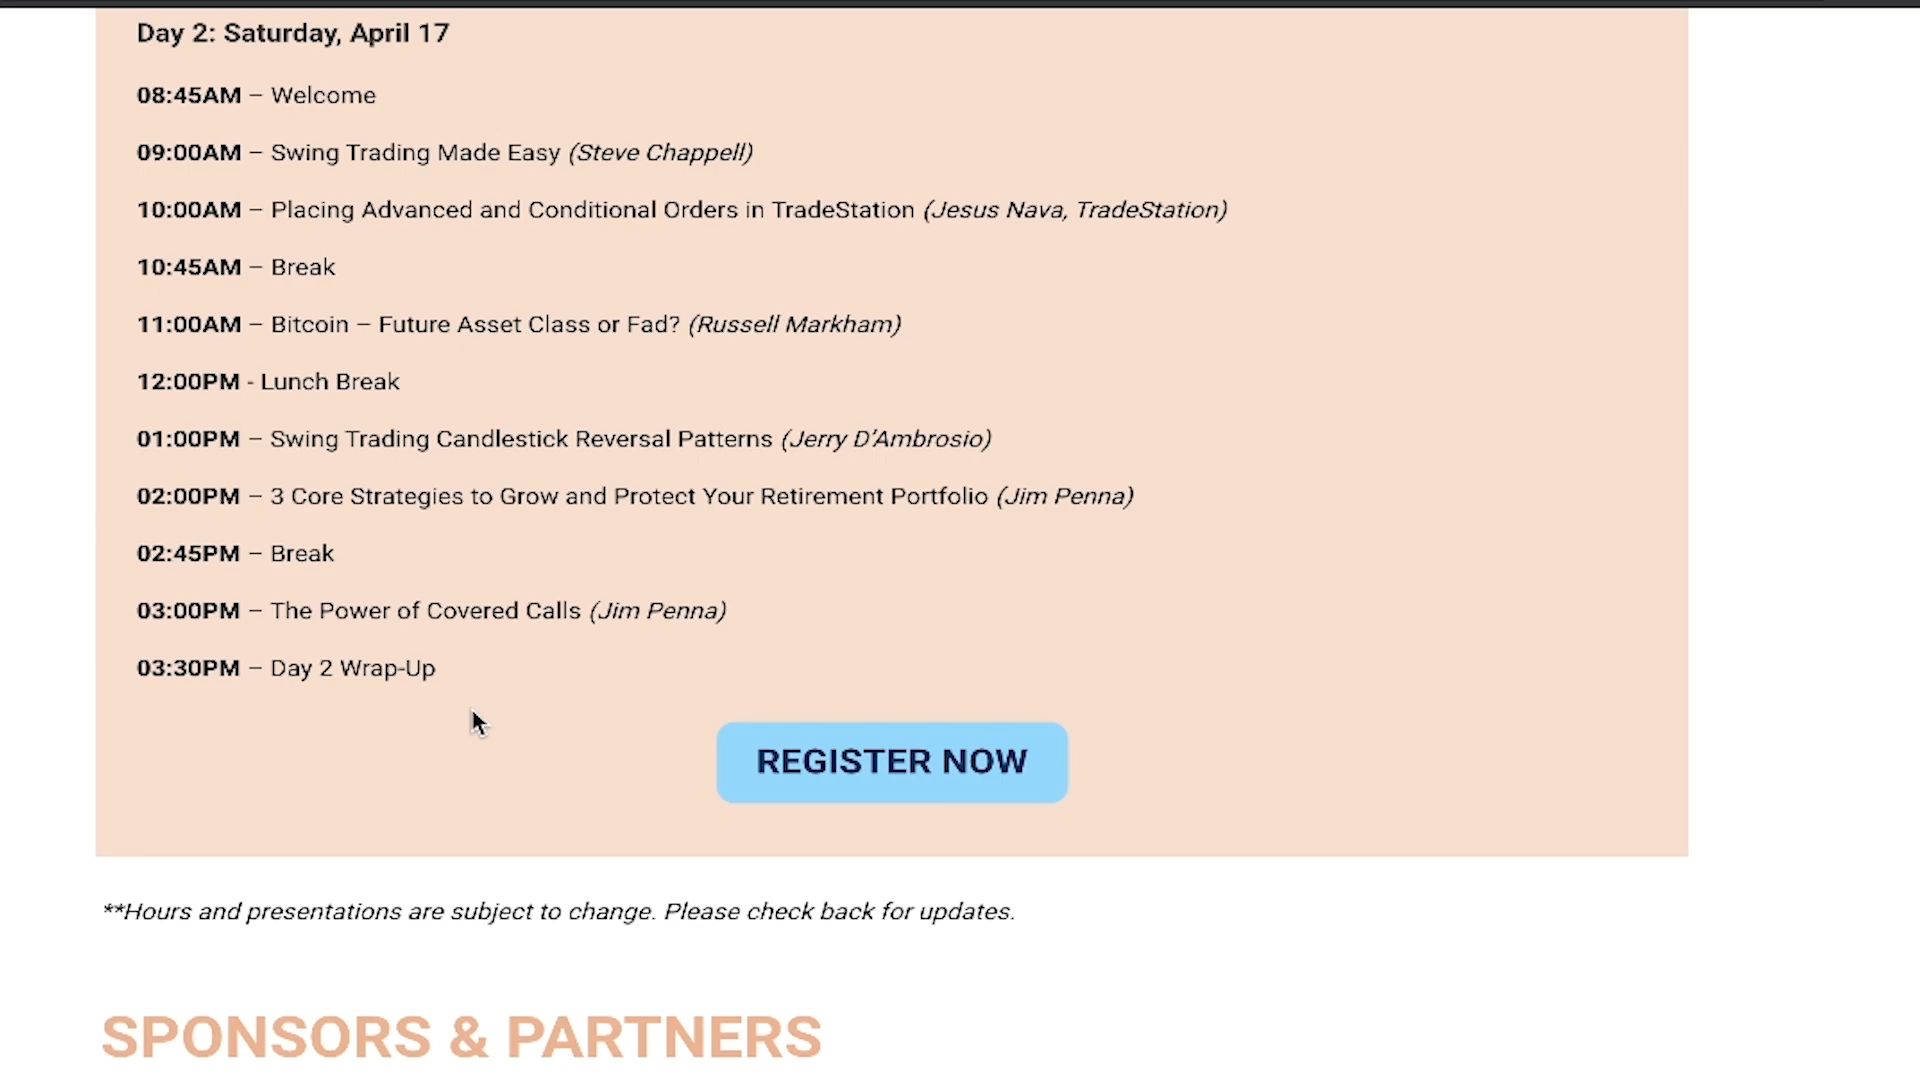 Day 2: Saturday, April 17
08:45AM – Welcome
09:00AM – Swing Trading Made Easy (Steve Chappell)
10:00AM – Placing Advanced and Conditional Orders in TradeStation (Jesus Nava, TradeStation)
10:45AM – Break
11:00AM – Bitcoin – Future Asset Class or Fad? (Russell Markham)
12:00PM - Lunch Break
01:00PM – Swing Trading Candlestick Reversal Patterns (Jerry D’Ambrosio)
02:00PM – 3 Core Strategies to Grow and Protect Your Retirement Portfolio (Jim Penna)
02:45PM – Break
03:00PM – The Power of Covered Calls (Jim Penna)
03:30PM – Day 2 Wrap-Up
REGISTER NOW
**Hours and presentations are subject to change. Please check back for updates.
SPONSORS & PARTNERS